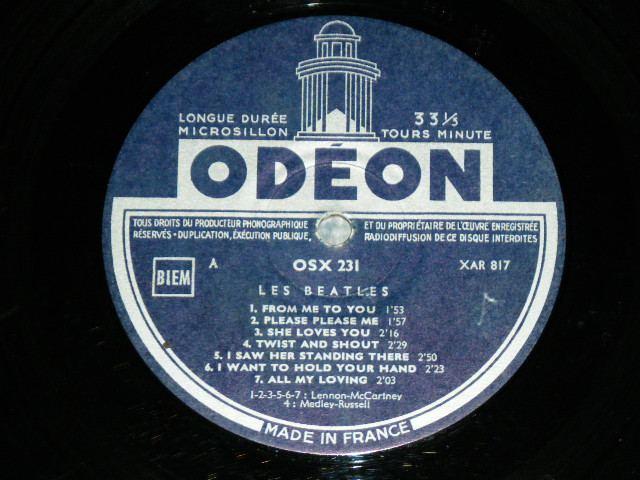 LONGUE DURÉE
MICROSILLON
33 1/3
TOURS MINUTE
ODÉON
TOUS DROITS DU PRODUCTEUR PHONOGRAPHIQUE
RÉSERVÉS - DUPLICATION, EXÉCUTION PUBLIQUE,
ET DU PROPRIÉTAIRE DE L'ŒUVRE ENREGISTRÉE
RADIODIFFUSION DE CE DISQUE INTERDITES
BIEM
A
OSX 231
XAR 817
LES BEATLES
1. FROM ME TO YOU 1'53
2. PLEASE PLEASE ME 1'57
3. SHE LOVES YOU 2'16
4. TWIST AND SHOUT 2'29
5. I SAW HER STANDING THERE 2'50
6. I WANT TO HOLD YOUR HAND 2'23
7. ALL MY LOVING 2'03
1-2-3-5-6-7 : Lennon-McCartney
4 : Medley-Russell
MADE IN FRANCE